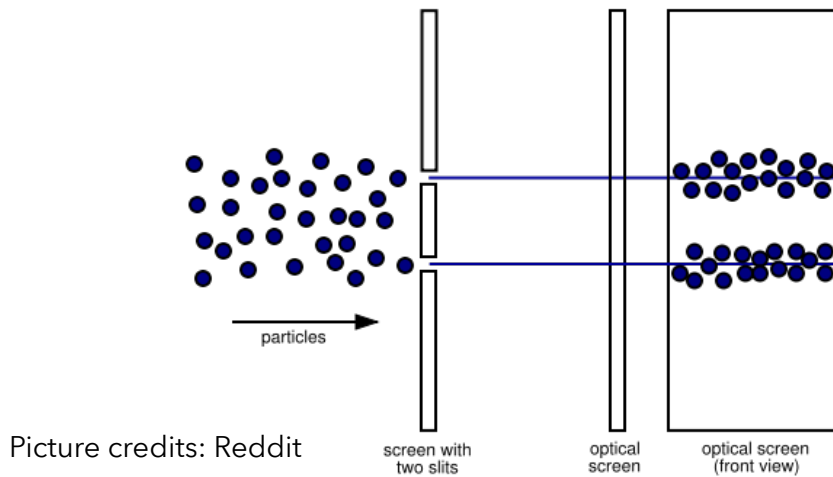 particles
Picture credits: Reddit
screen with
two slits
optical
screen
optical screen
(front view)